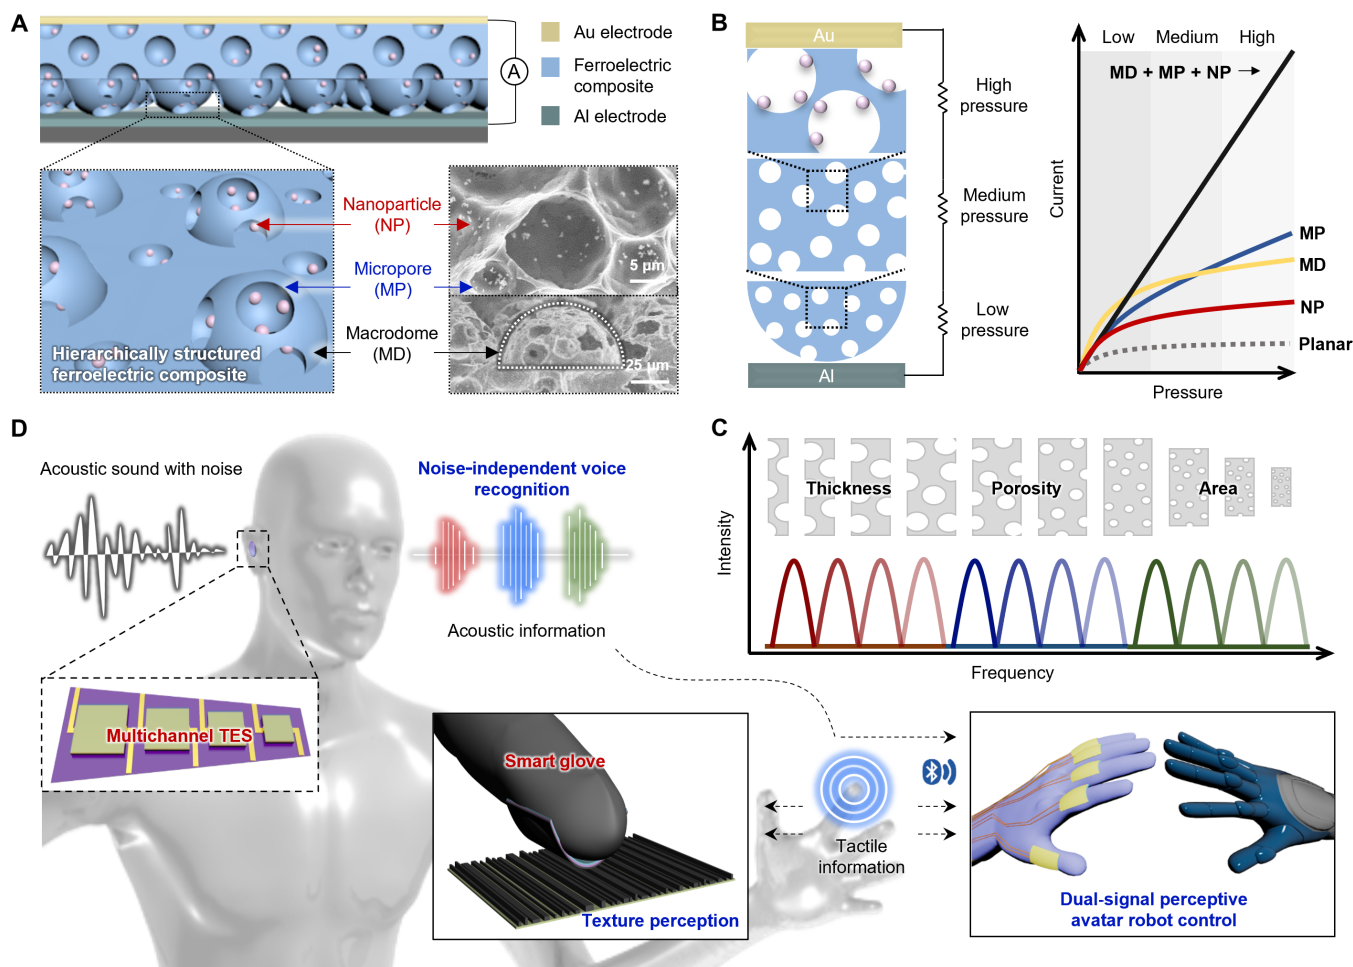 A
A
Au electrode
Ferroelectric
composite
Al electrode
Nanoparticle
(NP)
Micropore
(MP)
Macrodome
(MD)
Hierarchically structured
ferroelectric composite
5 μm
25 μm
B
Au
High
pressure
Medium
pressure
Low
pressure
Al
Low
Medium
High
MD + MP + NP
Current
MP
MD
NP
Planar
Pressure
D
Acoustic sound with noise
Noise-independent voice
recognition
Acoustic information
Multichannel TES
Smart glove
Texture perception
Tactile
information
Dual-signal perceptive
avatar robot control
C
Thickness
Porosity
Area
Intensity
Frequency